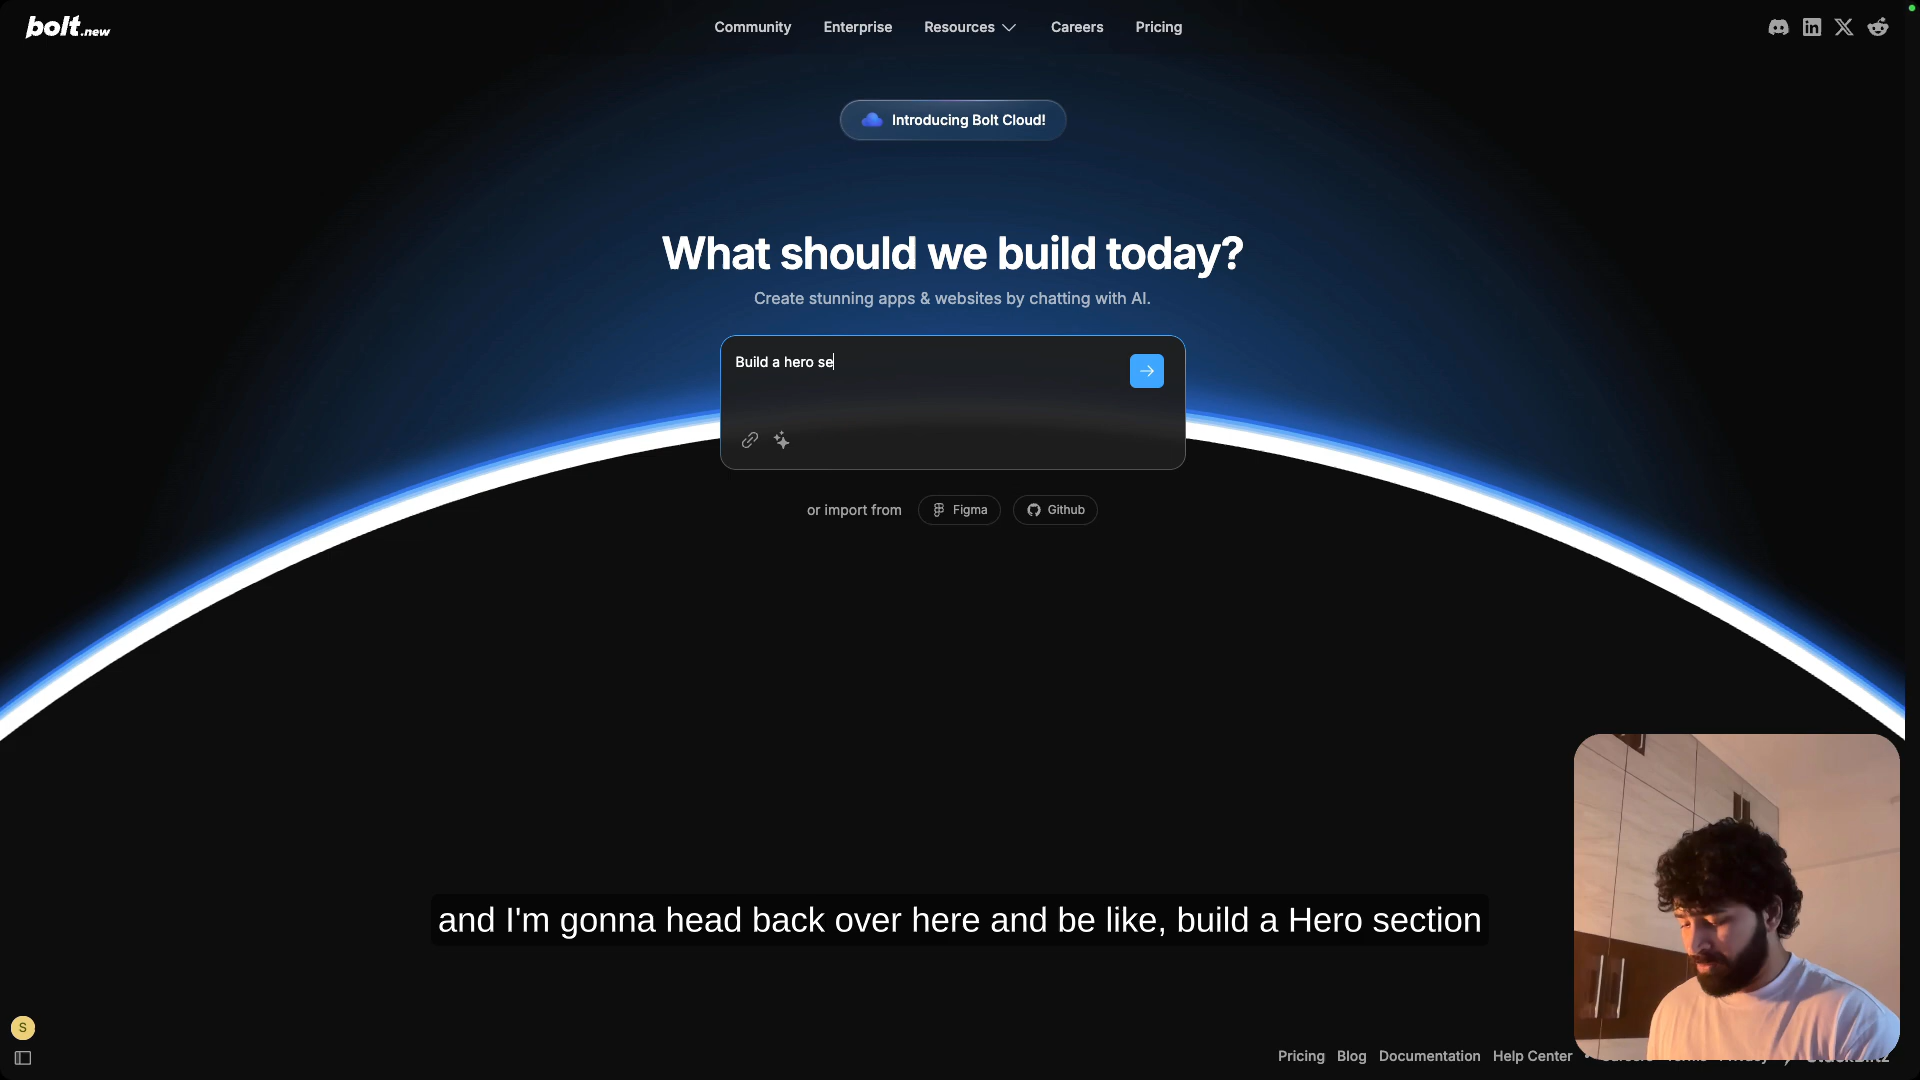 bolt.new
Community Enterprise Resources Careers Pricing
Introducing Bolt Cloud!
What should we build today?
Create stunning apps & websites by chatting with AI.
Build a hero se
or import from Figma Github
and I'm gonna head back over here and be like, build a Hero section
S
Pricing Blog Documentation Help Center